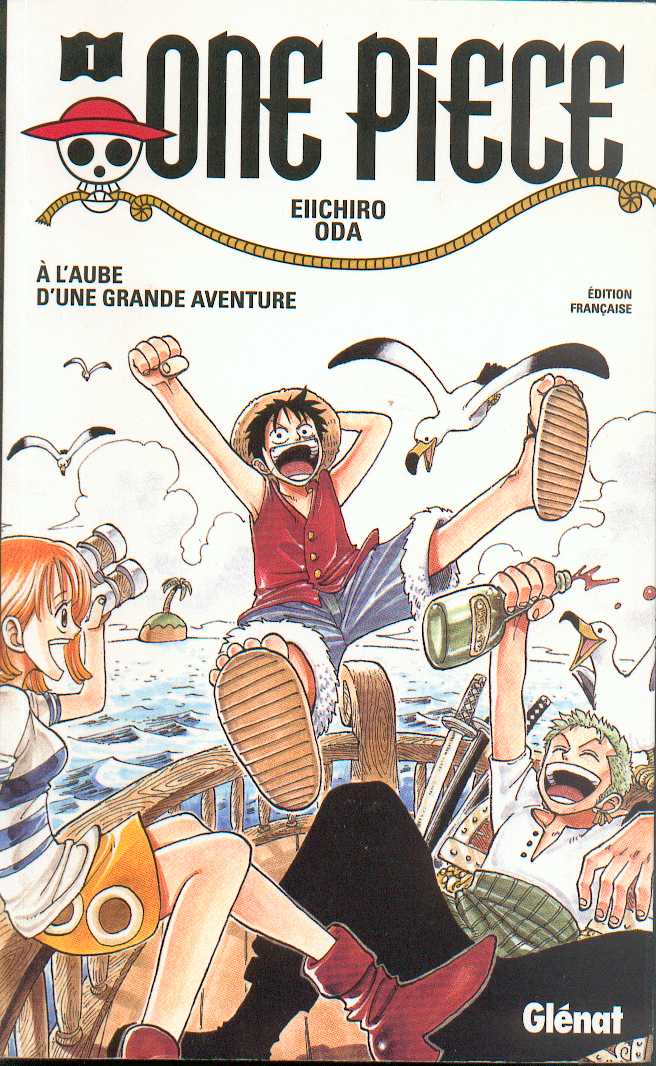 1
ONE PIECE
EIICHIRO
ODA
À L'AUBE
D'UNE GRANDE AVENTURE
ÉDITION
FRANÇAISE
Glénat